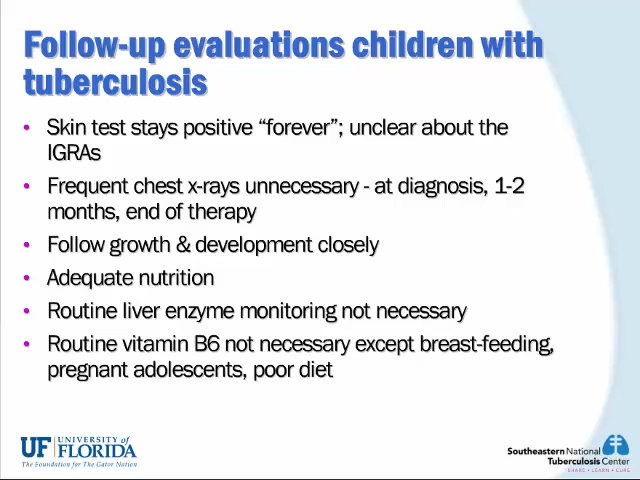 Follow-up evaluations children with
tuberculosis
• Skin test stays positive “forever”; unclear about the
IGRAs
• Frequent chest x-rays unnecessary - at diagnosis, 1-2
months, end of therapy
• Follow growth & development closely
• Adequate nutrition
• Routine liver enzyme monitoring not necessary
• Routine vitamin B6 not necessary except breast-feeding,
pregnant adolescents, poor diet
UF UNIVERSITY of
FLORIDA
The Foundation for The Gator Nation
Southeastern National
Tuberculosis Center
SHARE • LEARN • CURE